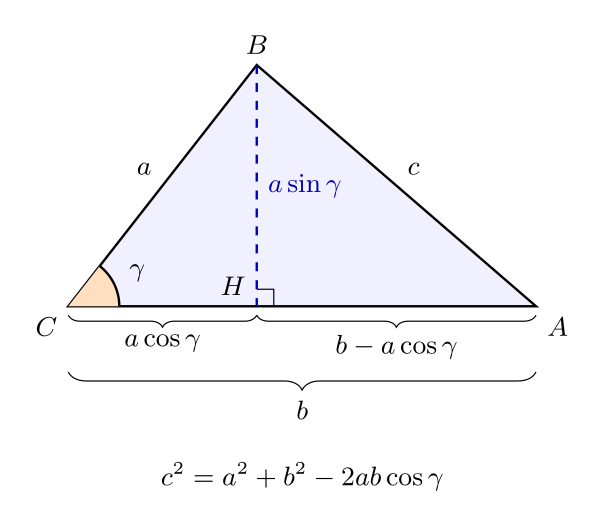 B
a
c
a sin γ
γ
H
C
A
a cos γ
b − a cos γ
b
c² = a² + b² − 2ab cos γ